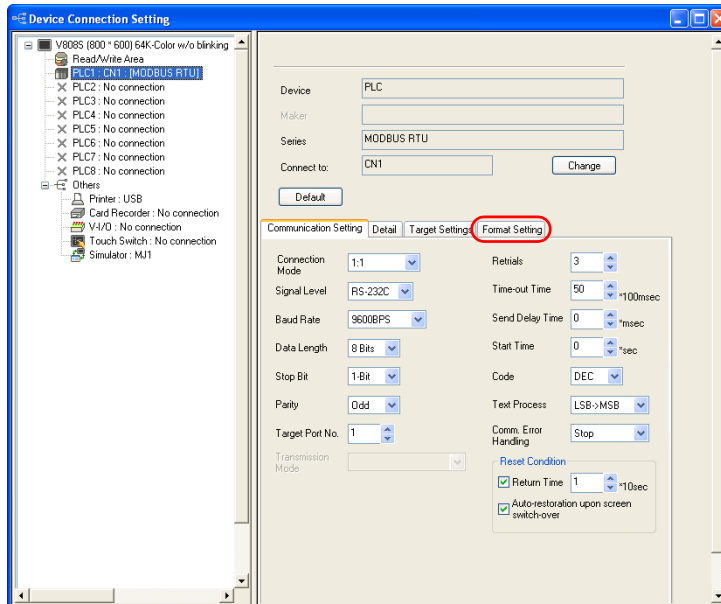 Device Connection Setting
V808S (800 * 600) 64K-Color w/o blinking
Read/Write Area
PLC1 : CN1 : [MODBUS RTU]
PLC2 : No connection
PLC3 : No connection
PLC4 : No connection
PLC5 : No connection
PLC6 : No connection
PLC7 : No connection
PLC8 : No connection
Others
Printer : USB
Card Recorder : No connection
V-I/O : No connection
Touch Switch : No connection
Simulator : MJ1
Device PLC
Maker
Series MODBUS RTU
Connect to: CN1 Change
Default
Communication Setting Detail Target Settings Format Setting
Connection Mode 1:1
Signal Level RS-232C
Baud Rate 9600BPS
Data Length 8 Bits
Stop Bit 1-Bit
Parity Odd
Target Port No. 1
Transmission Mode
Retrials 3
Time-out Time 50 *100msec
Send Delay Time 0 *msec
Start Time 0 *sec
Code DEC
Text Process LSB->MSB
Comm. Error Handling Stop
Reset Condition
Return Time 1 *10sec
Auto-restoration upon screen
switch-over